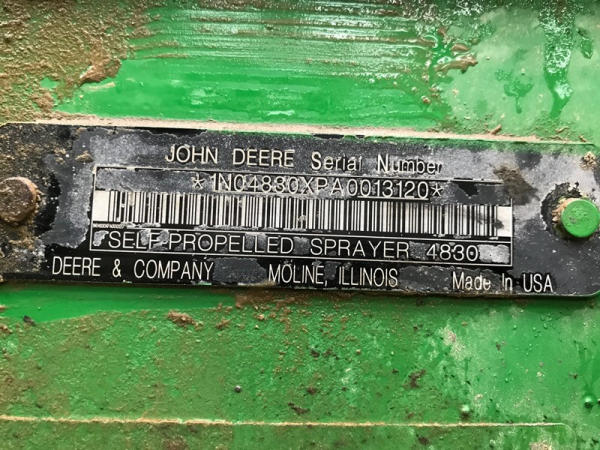 JOHN DEERE Serial Number
*1N04830XPA0013120*
SELF-PROPELLED SPRAYER 4830
DEERE & COMPANY MOLINE, ILLINOIS Made In USA